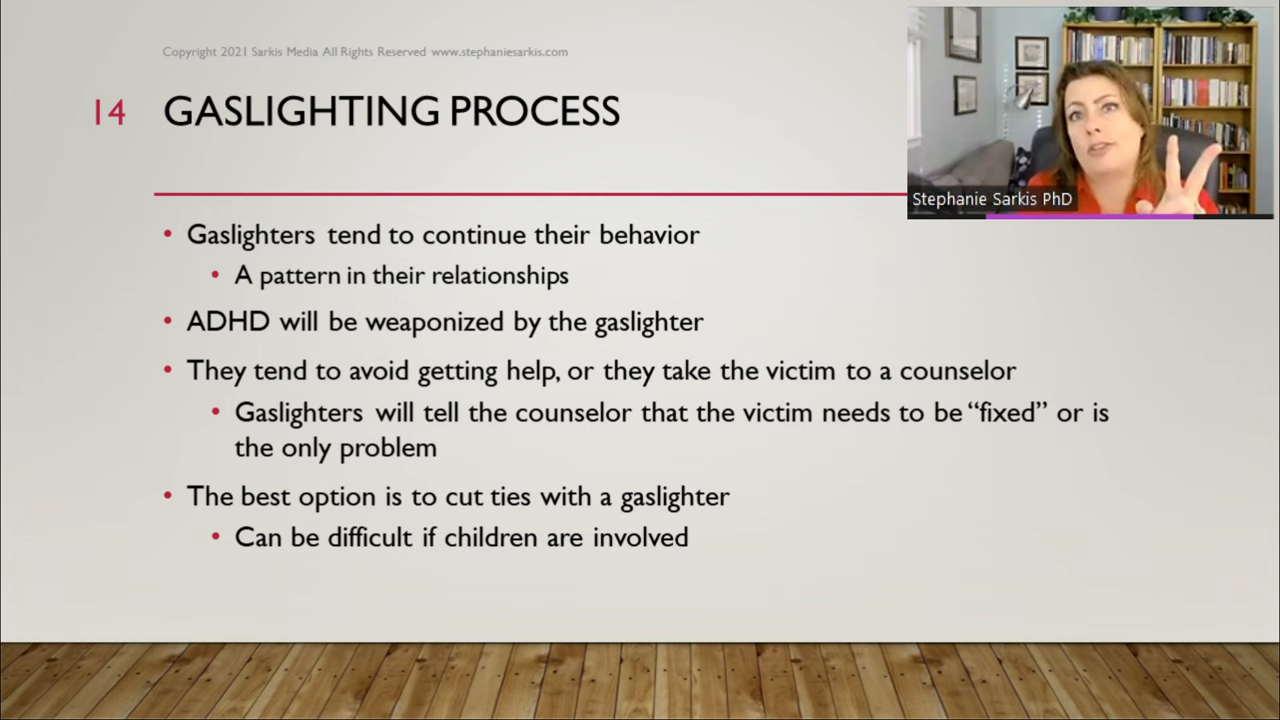 Copyright 2021 Sarkis Media All Rights Reserved www.stephaniesarkis.com
14 GASLIGHTING PROCESS
Stephanie Sarkis PhD
• Gaslighters tend to continue their behavior
• A pattern in their relationships
• ADHD will be weaponized by the gaslighter
• They tend to avoid getting help, or they take the victim to a counselor
• Gaslighters will tell the counselor that the victim needs to be “fixed” or is
the only problem
• The best option is to cut ties with a gaslighter
• Can be difficult if children are involved